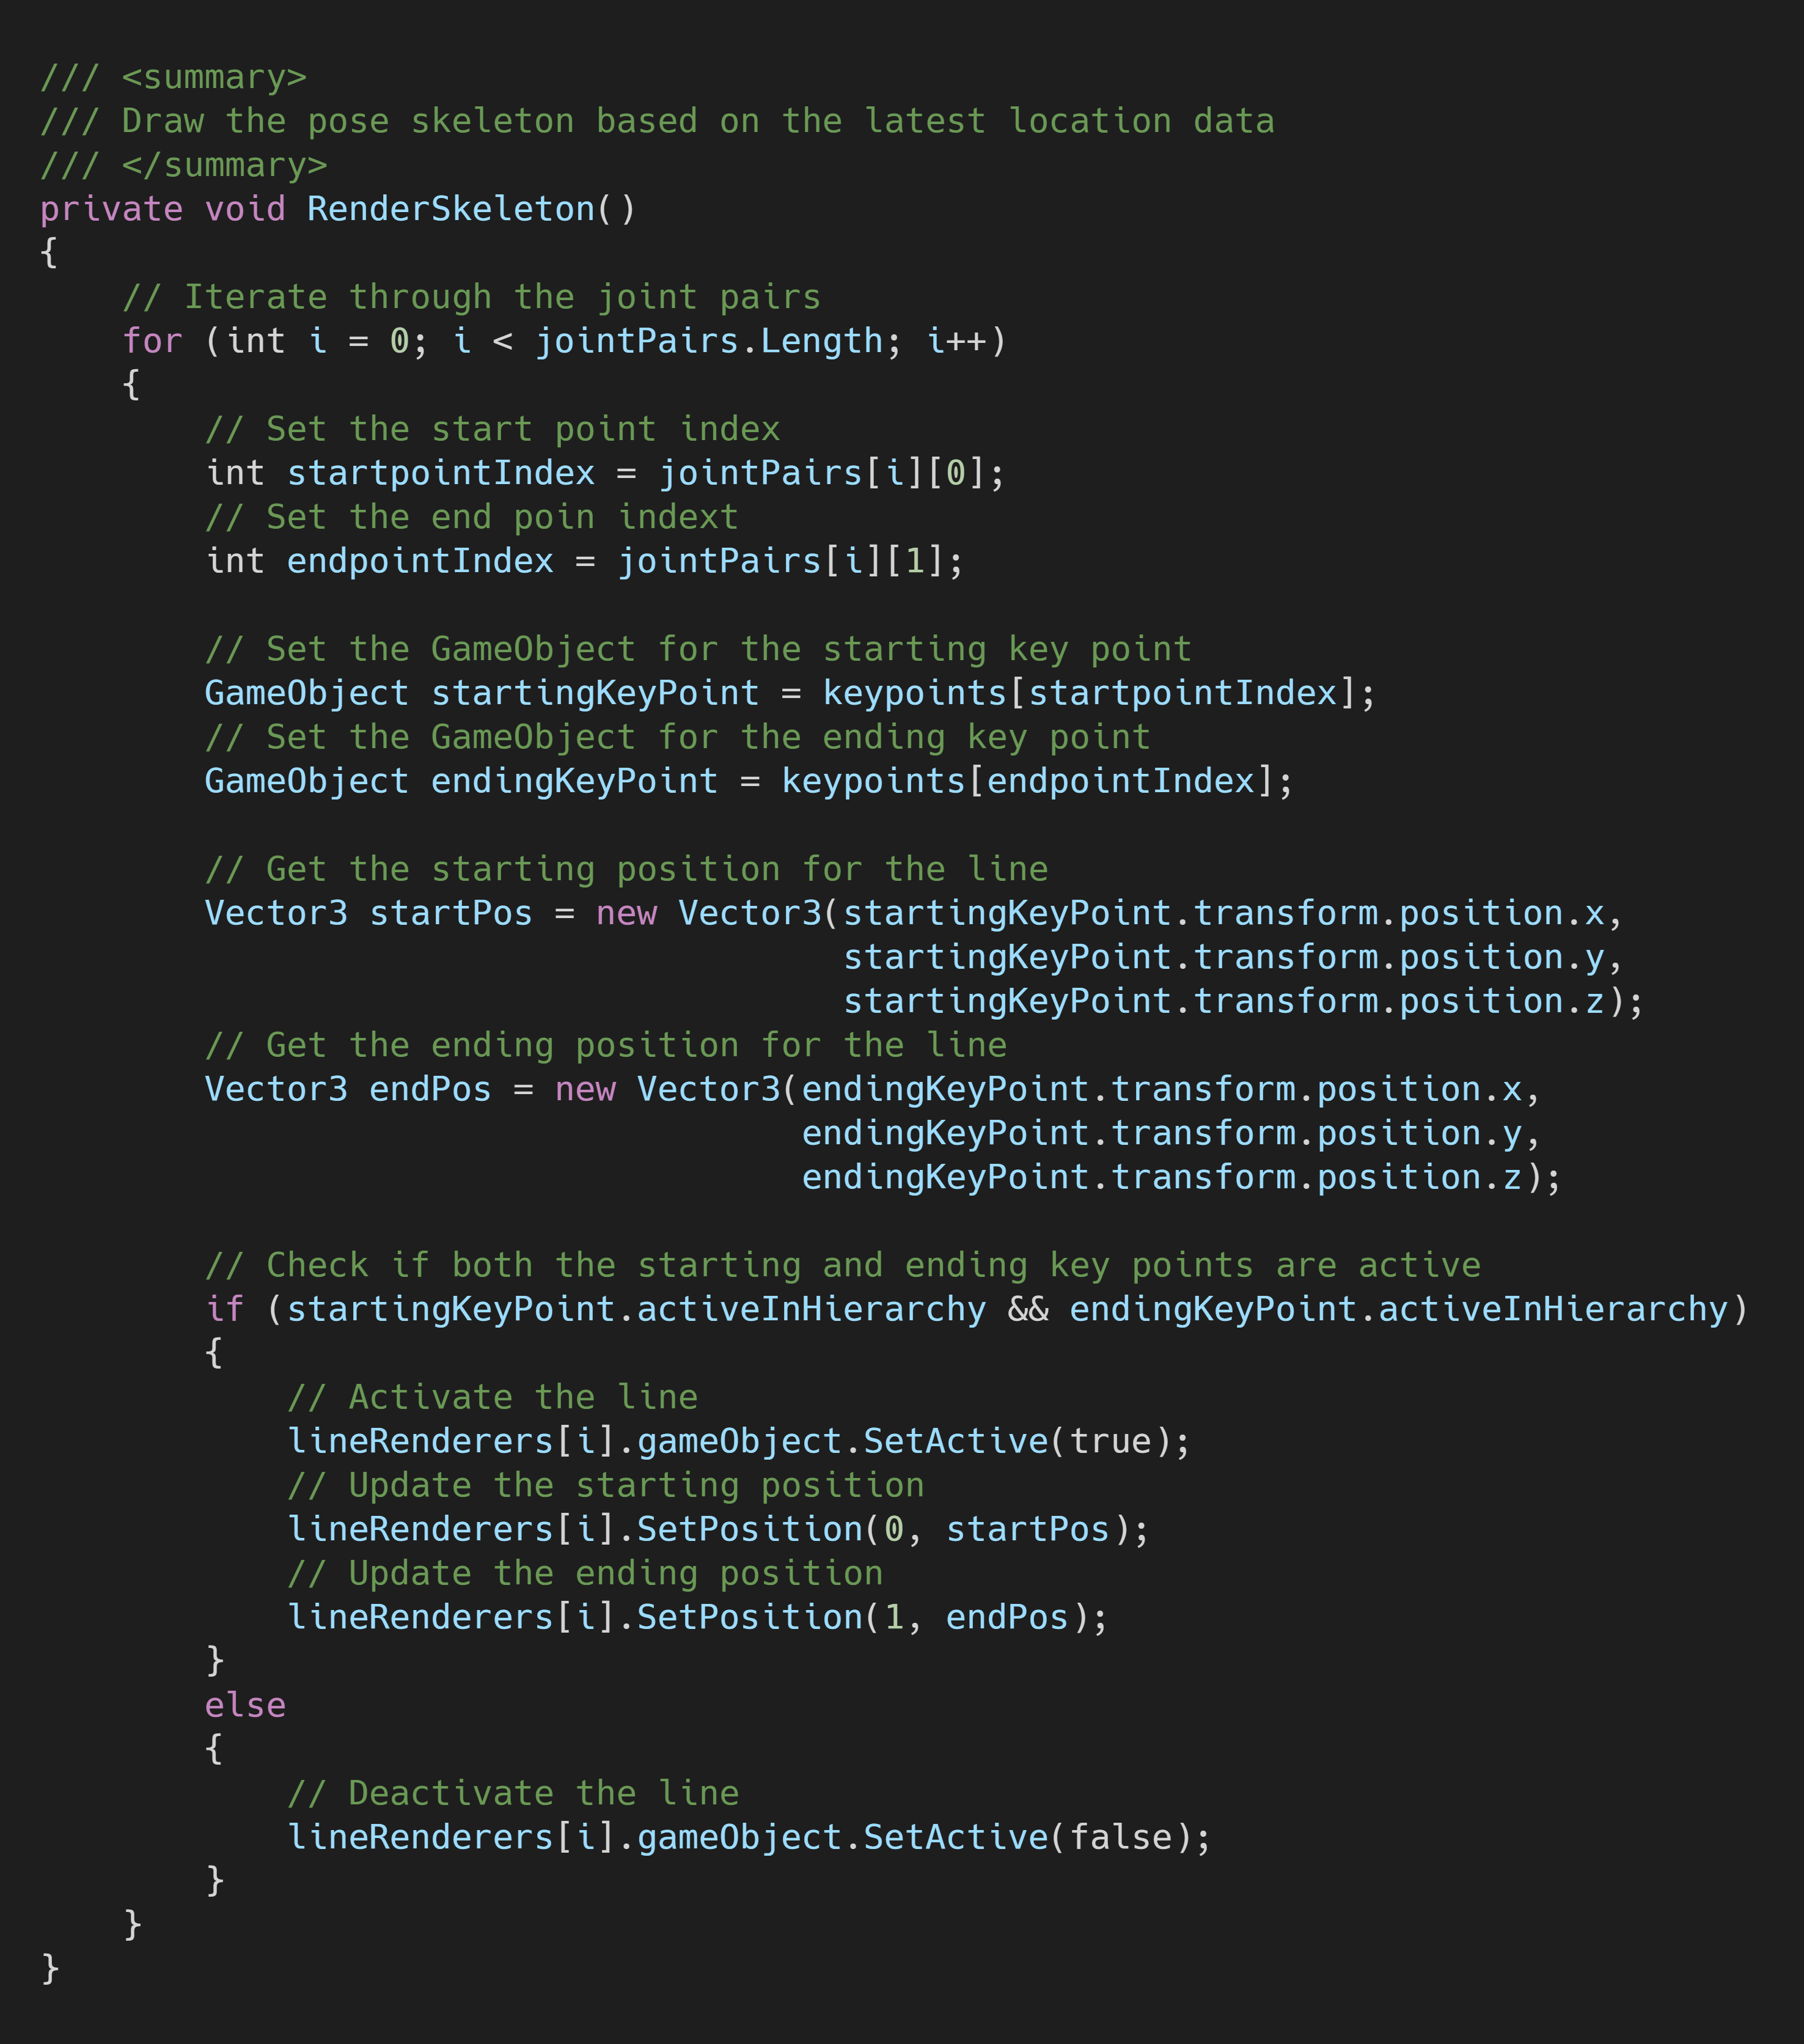 /// <summary>
/// Draw the pose skeleton based on the latest location data
/// </summary>
private void RenderSkeleton()
{
    // Iterate through the joint pairs
    for (int i = 0; i < jointPairs.Length; i++)
    {
        // Set the start point index
        int startpointIndex = jointPairs[i][0];
        // Set the end poin indext
        int endpointIndex = jointPairs[i][1];

        // Set the GameObject for the starting key point
        GameObject startingKeyPoint = keypoints[startpointIndex];
        // Set the GameObject for the ending key point
        GameObject endingKeyPoint = keypoints[endpointIndex];

        // Get the starting position for the line
        Vector3 startPos = new Vector3(startingKeyPoint.transform.position.x,
                                       startingKeyPoint.transform.position.y,
                                       startingKeyPoint.transform.position.z);
        // Get the ending position for the line
        Vector3 endPos = new Vector3(endingKeyPoint.transform.position.x,
                                     endingKeyPoint.transform.position.y,
                                     endingKeyPoint.transform.position.z);

        // Check if both the starting and ending key points are active
        if (startingKeyPoint.activeInHierarchy && endingKeyPoint.activeInHierarchy)
        {
            // Activate the line
            lineRenderers[i].gameObject.SetActive(true);
            // Update the starting position
            lineRenderers[i].SetPosition(0, startPos);
            // Update the ending position
            lineRenderers[i].SetPosition(1, endPos);
        }
        else
        {
            // Deactivate the line
            lineRenderers[i].gameObject.SetActive(false);
        }
    }
}